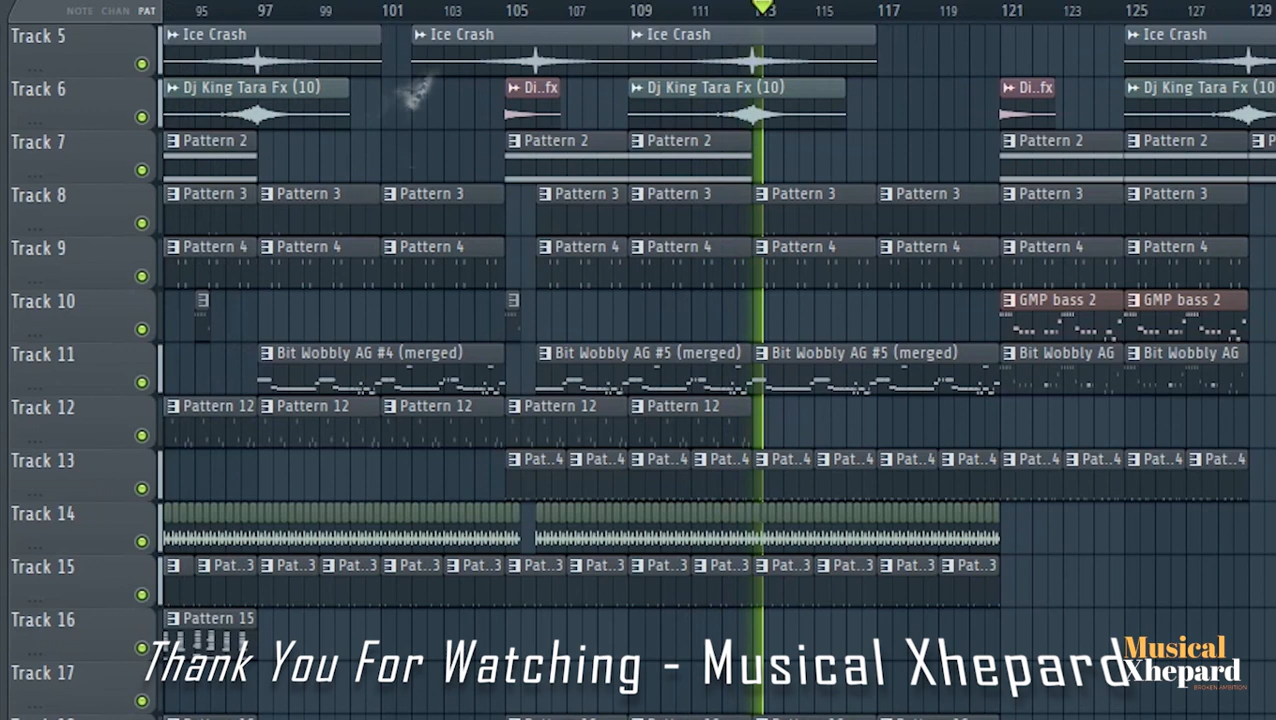 NOTE CHAN PAT
95 97 99 101 103 105 107 109 111 113 115 117 119 121 123 125 127 129
Track 5 Ice Crash Ice Crash Ice Crash Ice Crash
...
Track 6 Dj King Tara Fx (10) Di..fx Dj King Tara Fx (10) Di..fx Dj King Tara Fx (10
...
Track 7 Pattern 2 Pattern 2 Pattern 2 Pattern 2 Pattern 2 P
...
Track 8 Pattern 3 Pattern 3 Pattern 3 Pattern 3 Pattern 3 Pattern 3 Pattern 3 Pattern 3 Pattern 3
...
Track 9 Pattern 4 Pattern 4 Pattern 4 Pattern 4 Pattern 4 Pattern 4 Pattern 4 Pattern 4 Pattern 4
...
Track 10 GMP bass 2 GMP bass 2
...
Track 11 Bit Wobbly AG #4 (merged) Bit Wobbly AG #5 (merged) Bit Wobbly AG #5 (merged) Bit Wobbly AG Bit Wobbly AG
...
Track 12 Pattern 12 Pattern 12 Pattern 12 Pattern 12 Pattern 12
...
Track 13 Pat..4 Pat..4 Pat..4 Pat..4 Pat..4 Pat..4 Pat..4 Pat..4 Pat..4 Pat..4 Pat..4 Pat..4
...
Track 14
...
Track 15 Pat..3 Pat..3 Pat..3 Pat..3 Pat..3 Pat..3 Pat..3 Pat..3 Pat..3 Pat..3 Pat..3 Pat..3 Pat..3
...
Track 16 Pattern 15
...
Thank You For Watching - Musical Xhepard
Musical
Xhepard
BROKEN AMBITION
Track 17
...